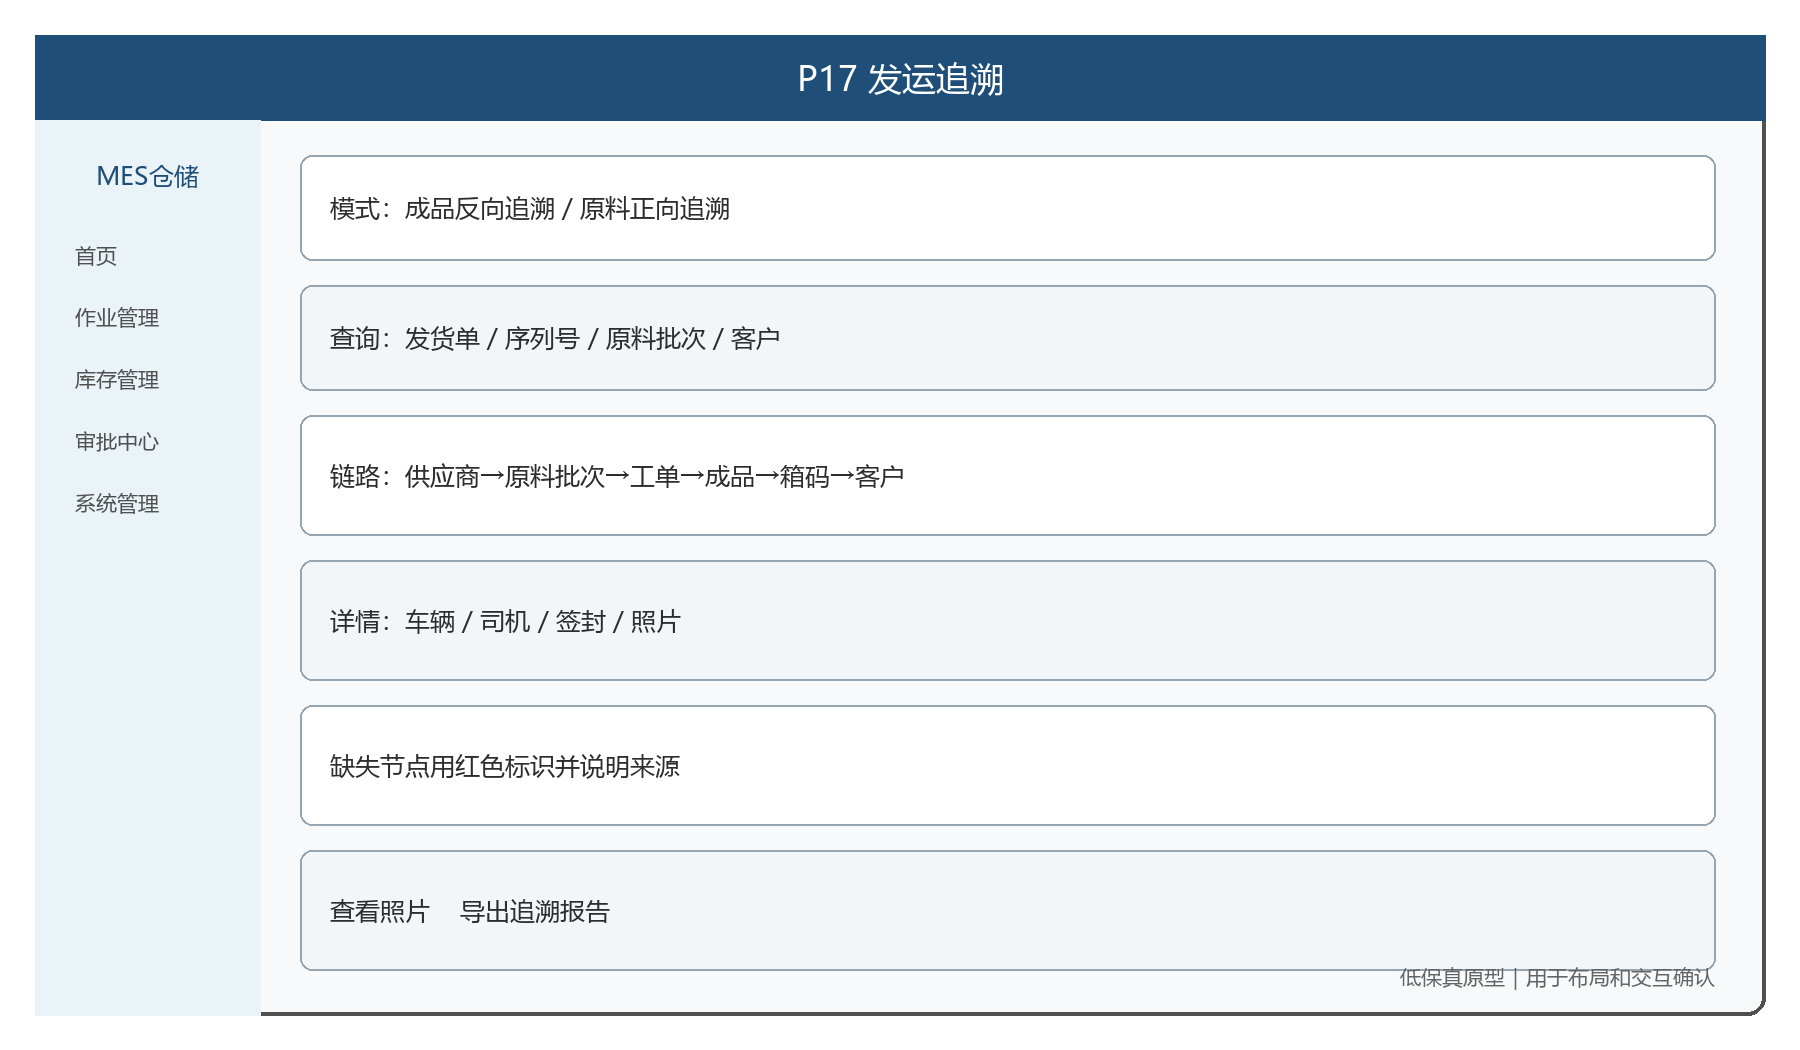 P17 发运追溯
MES仓储
首页
作业管理
库存管理
审批中心
系统管理
模式：成品反向追溯 / 原料正向追溯
查询：发货单 / 序列号 / 原料批次 / 客户
链路：供应商→原料批次→工单→成品→箱码→客户
详情：车辆 / 司机 / 签封 / 照片
缺失节点用红色标识并说明来源
查看照片    导出追溯报告
低保真原型 | 用于布局和交互确认